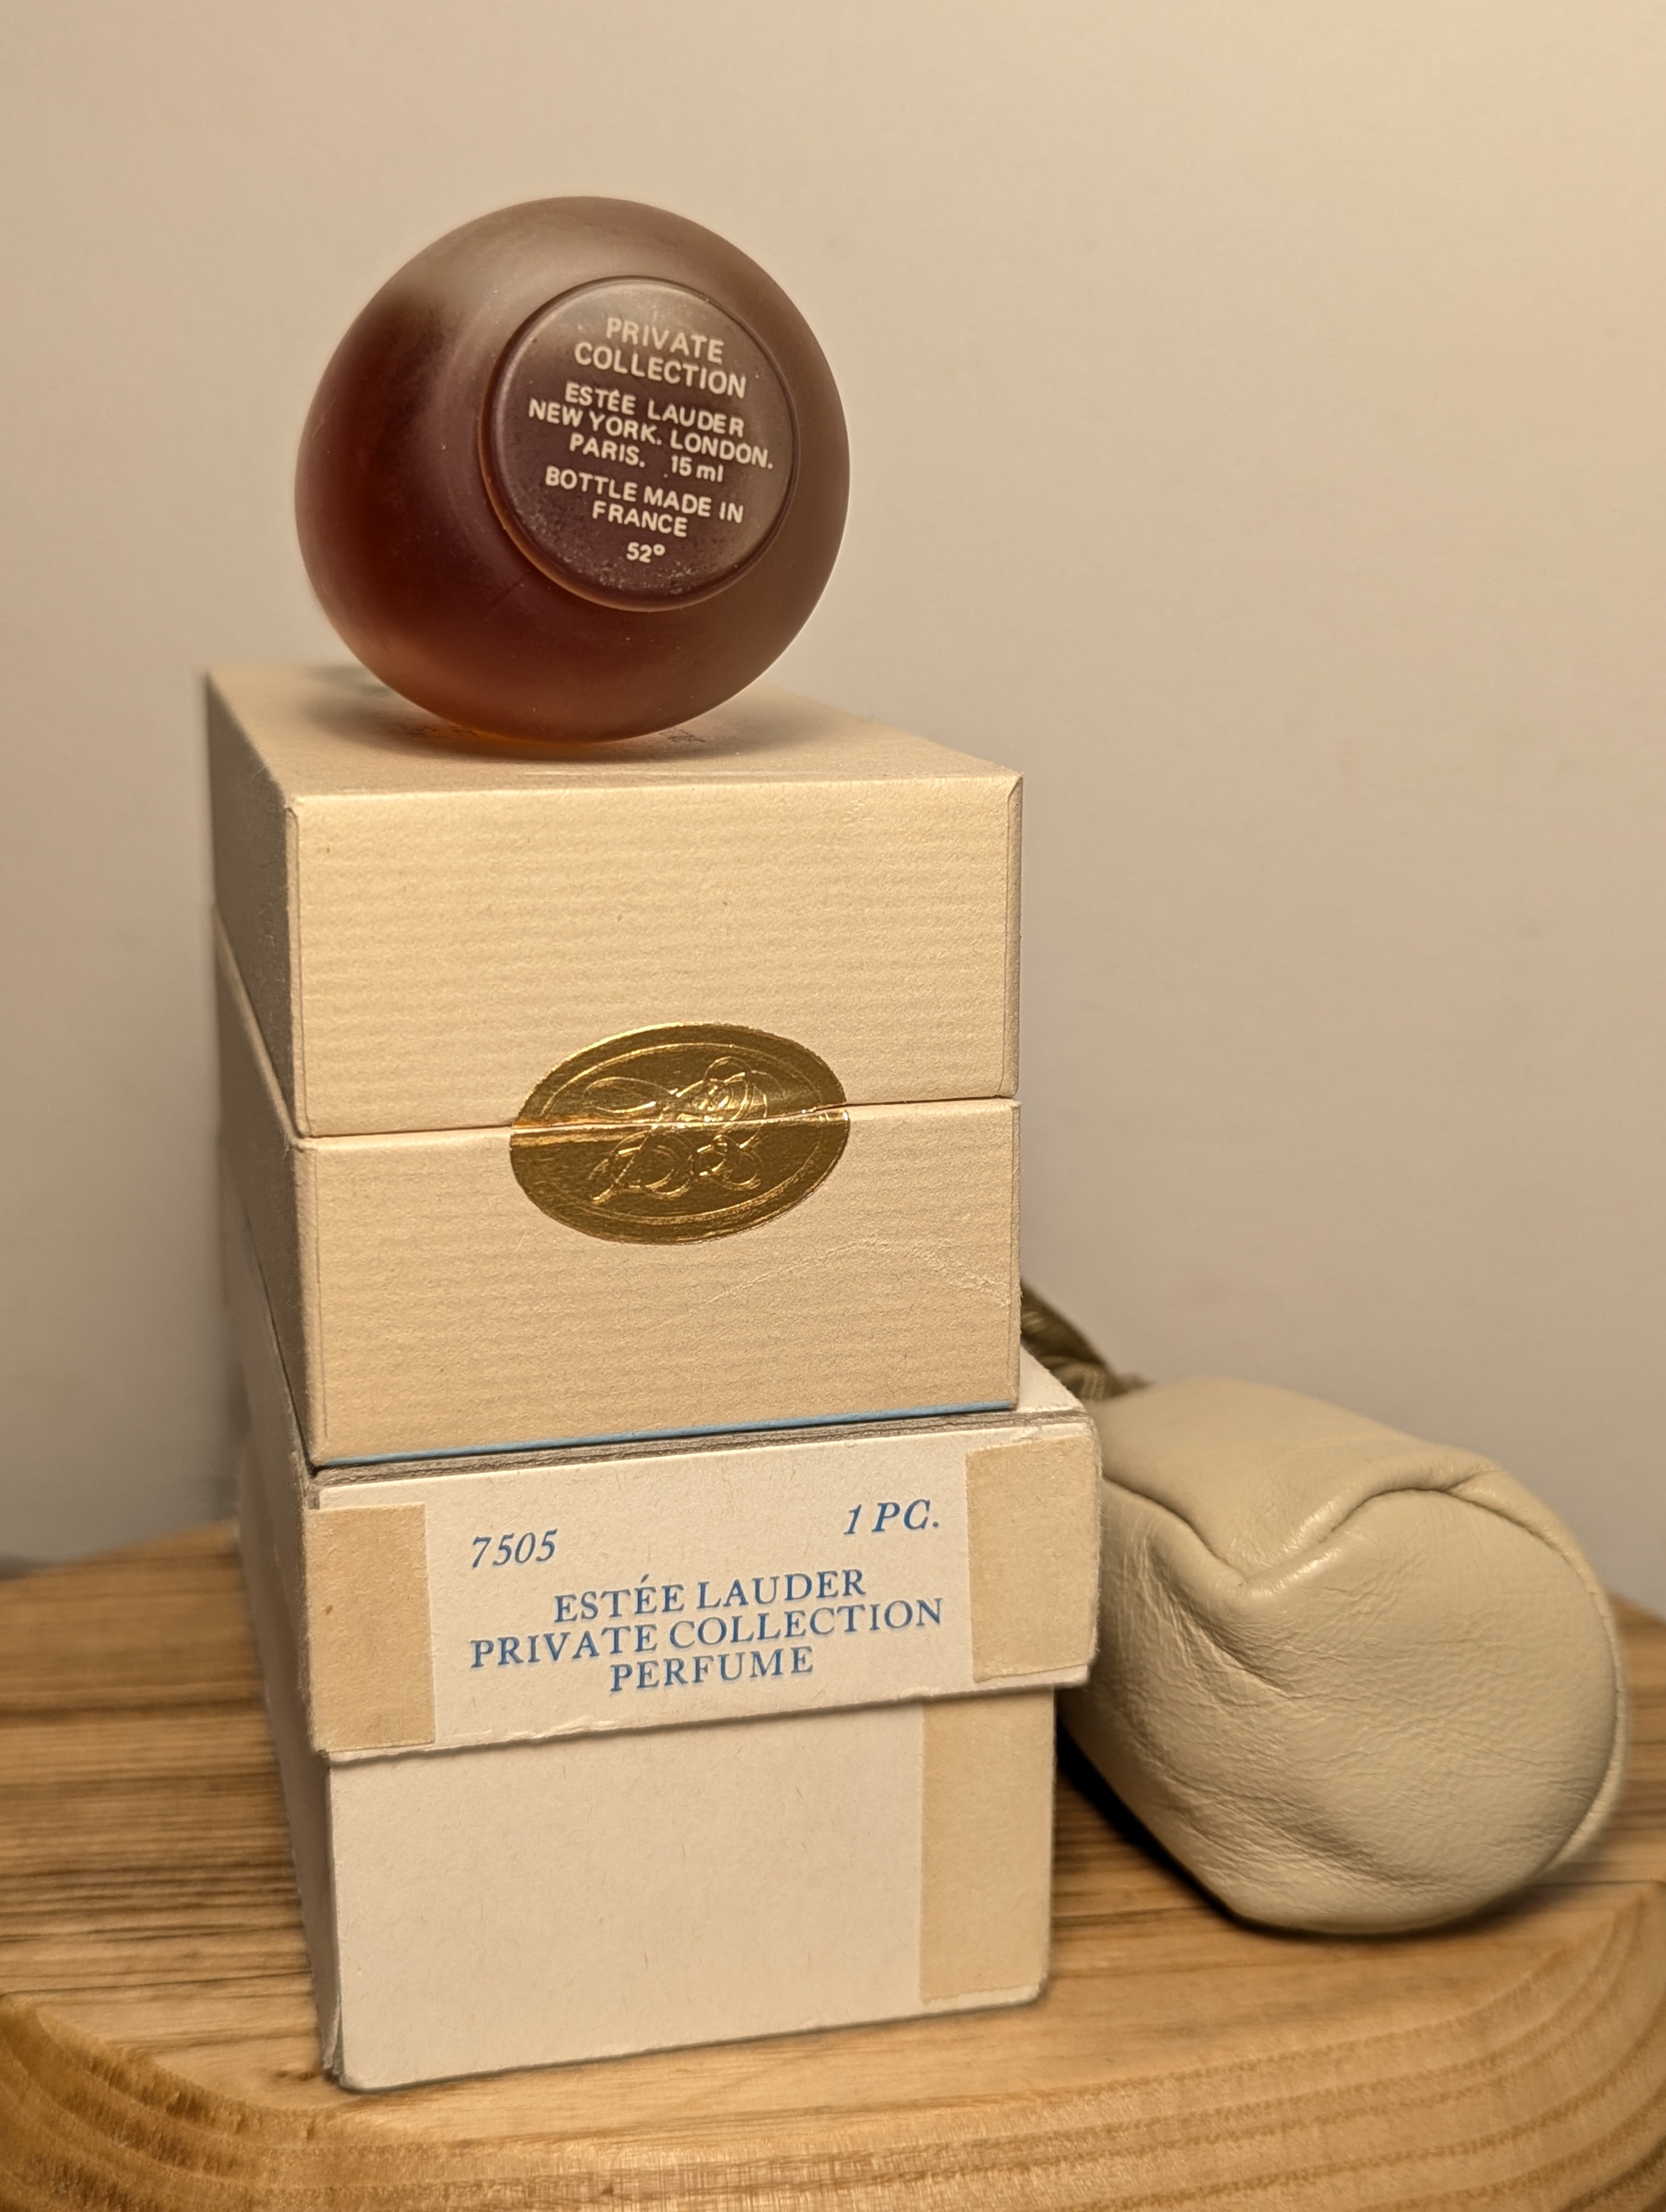 PRIVATE
COLLECTION
ESTÉE LAUDER
NEW YORK. LONDON.
PARIS. 15 ml
BOTTLE MADE IN
FRANCE
52º
7505 1 PC.
ESTÉE LAUDER
PRIVATE COLLECTION
PERFUME